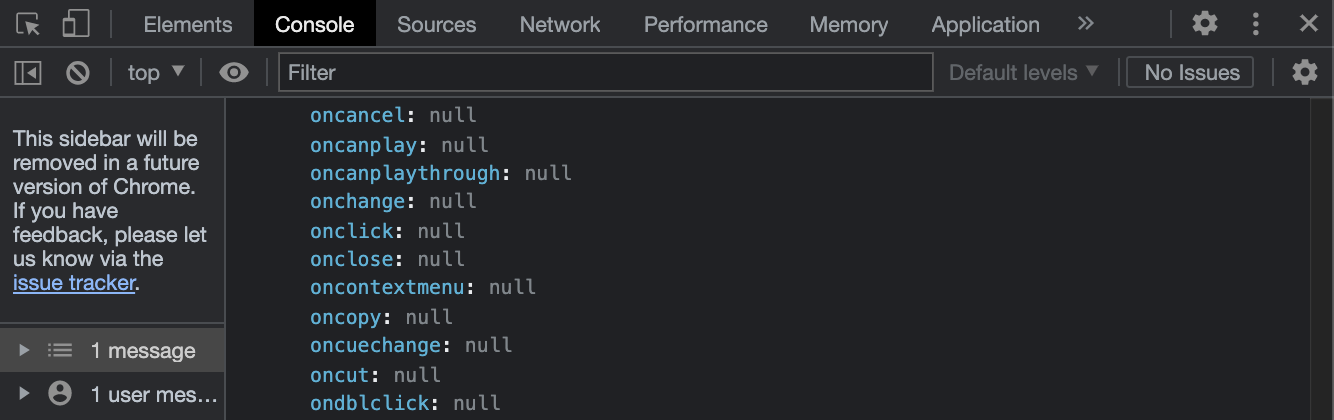 Elements Console Sources Network Performance Memory Application
top Filter Default levels No Issues
This sidebar will be
removed in a future
version of Chrome.
If you have
feedback, please let
us know via the
issue tracker.
1 message
1 user mes...
oncancel: null
oncanplay: null
oncanplaythrough: null
onchange: null
onclick: null
onclose: null
oncontextmenu: null
oncopy: null
oncuechange: null
oncut: null
ondblclick: null